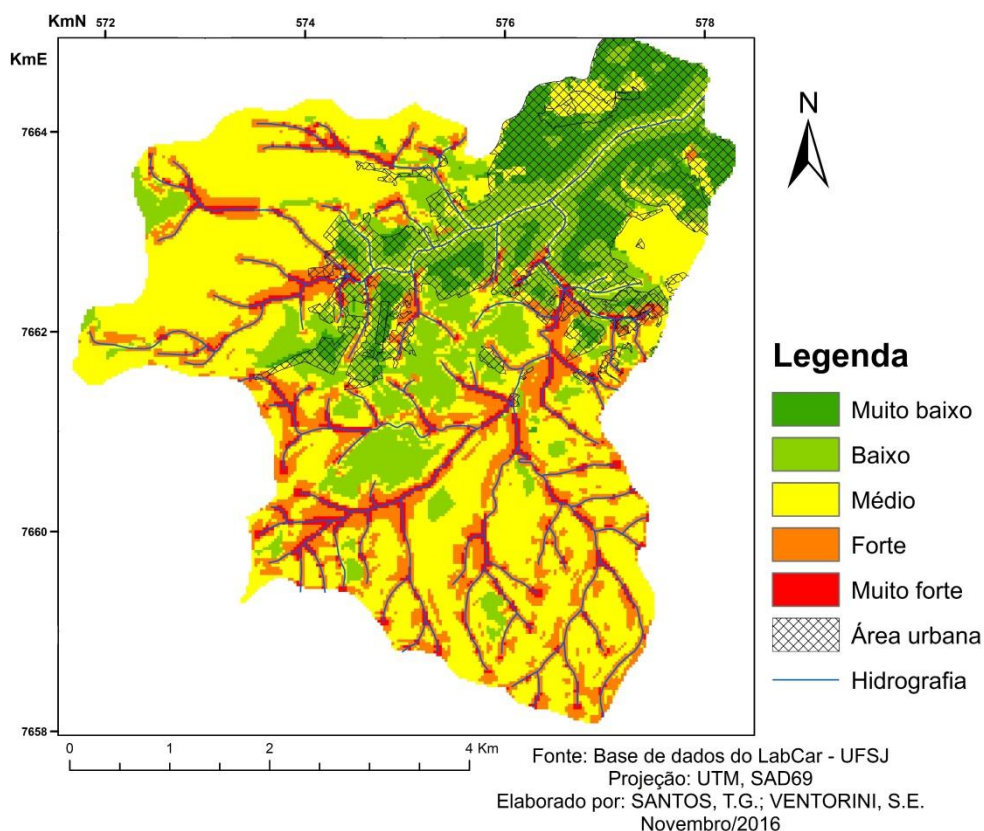 KmN 572 574 576 578
KmE
7664
7662
7660
7658
N
Legenda
Muito baixo
Baixo
Médio
Forte
Muito forte
Área urbana
Hidrografia
0 1 2 4 Km
Fonte: Base de dados do LabCar - UFSJ
Projeção: UTM, SAD69
Elaborado por: SANTOS, T.G.; VENTORINI, S.E.
Novembro/2016